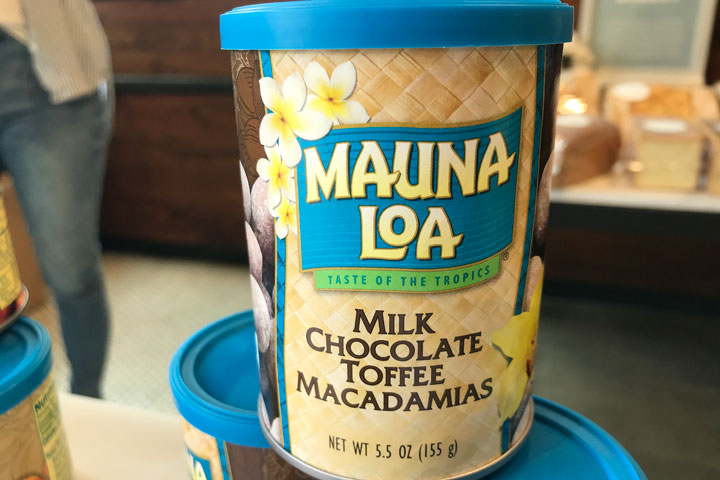 MAUNA
LOA®
TASTE OF THE TROPICS
MILK
CHOCOLATE
TOFFEE
MACADAMIAS
NET WT 5.5 OZ (155 g)